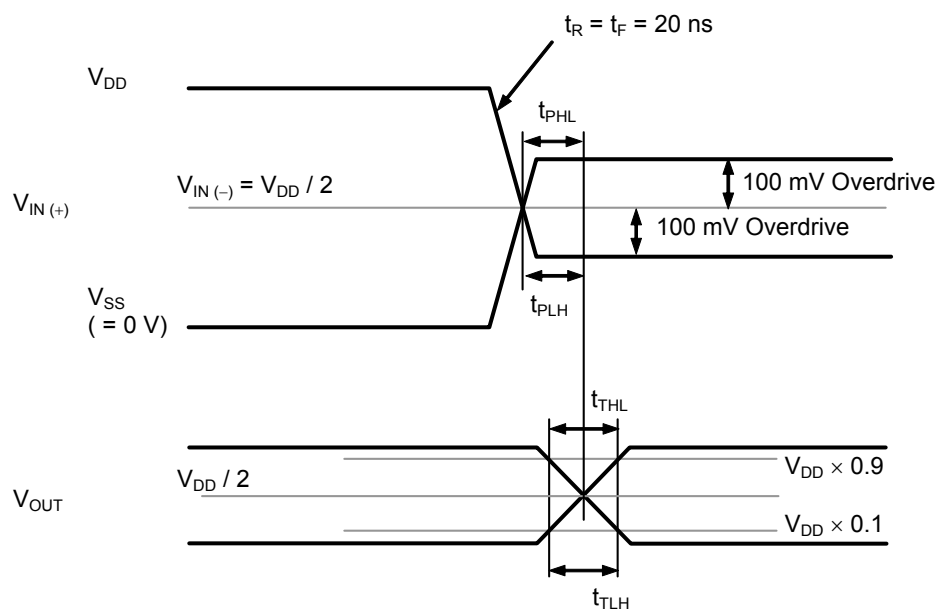 t_R = t_F = 20 ns
V_DD
t_PHL
V_IN (–) = V_DD / 2
100 mV Overdrive
V_IN (+)
100 mV Overdrive
V_SS
( = 0 V)
t_PLH
t_THL
V_DD × 0.9
V_DD / 2
V_OUT
V_DD × 0.1
t_TLH